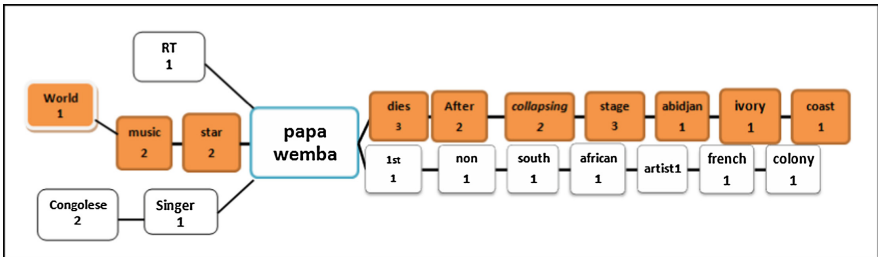 RT
1
World
1
music
2
star
2
papa
wemba
Congolese
2
Singer
1
dies
3
After
2
collapsing
2
stage
3
abidjan
1
ivory
1
coast
1
1st
1
non
1
south
1
african
1
artist1
french
1
colony
1